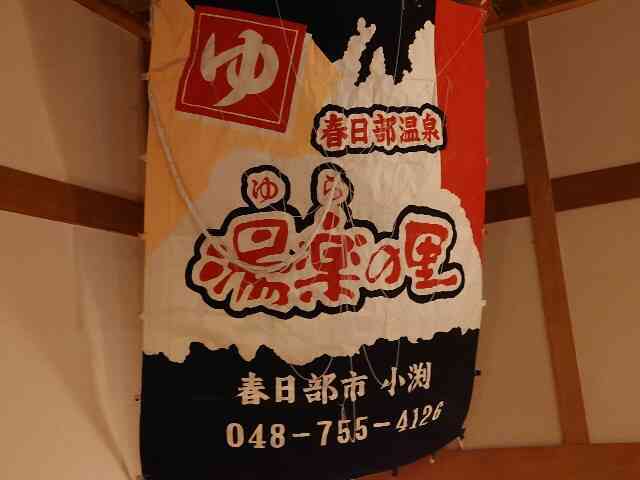 ゆ
春日部温泉
ゆら
温楽の里
春日部市 小渕
048-755-4126